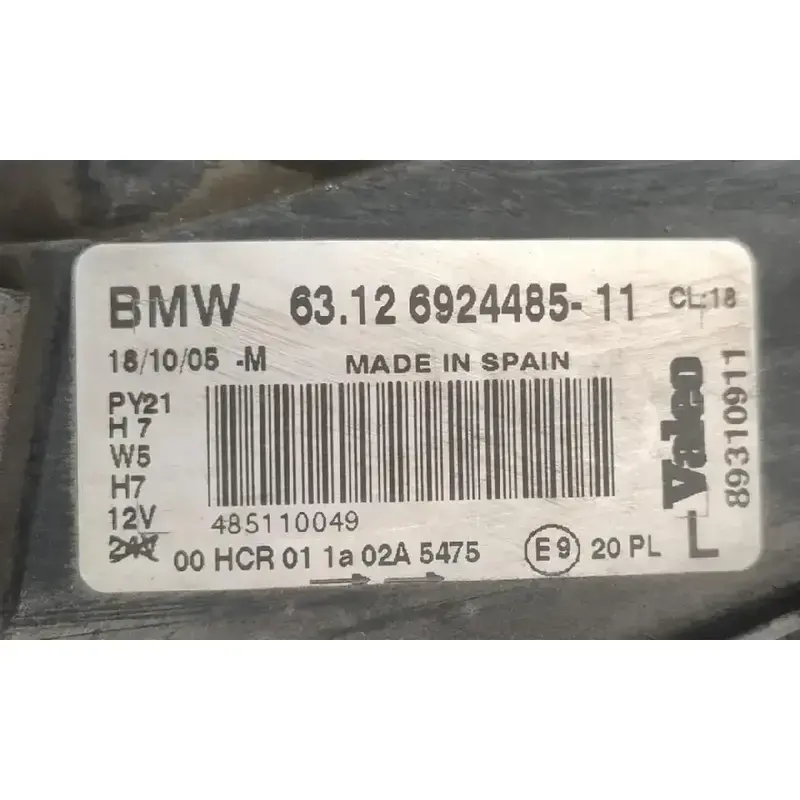 BMW 63.12 6924485-11 CL:18
18/10/05 -M MADE IN SPAIN
PY21
H7
W5
H7
12V
24V
485110049
00 HCR 01 1a 02A 5475 E9 20 PL L
Valeo
89310911